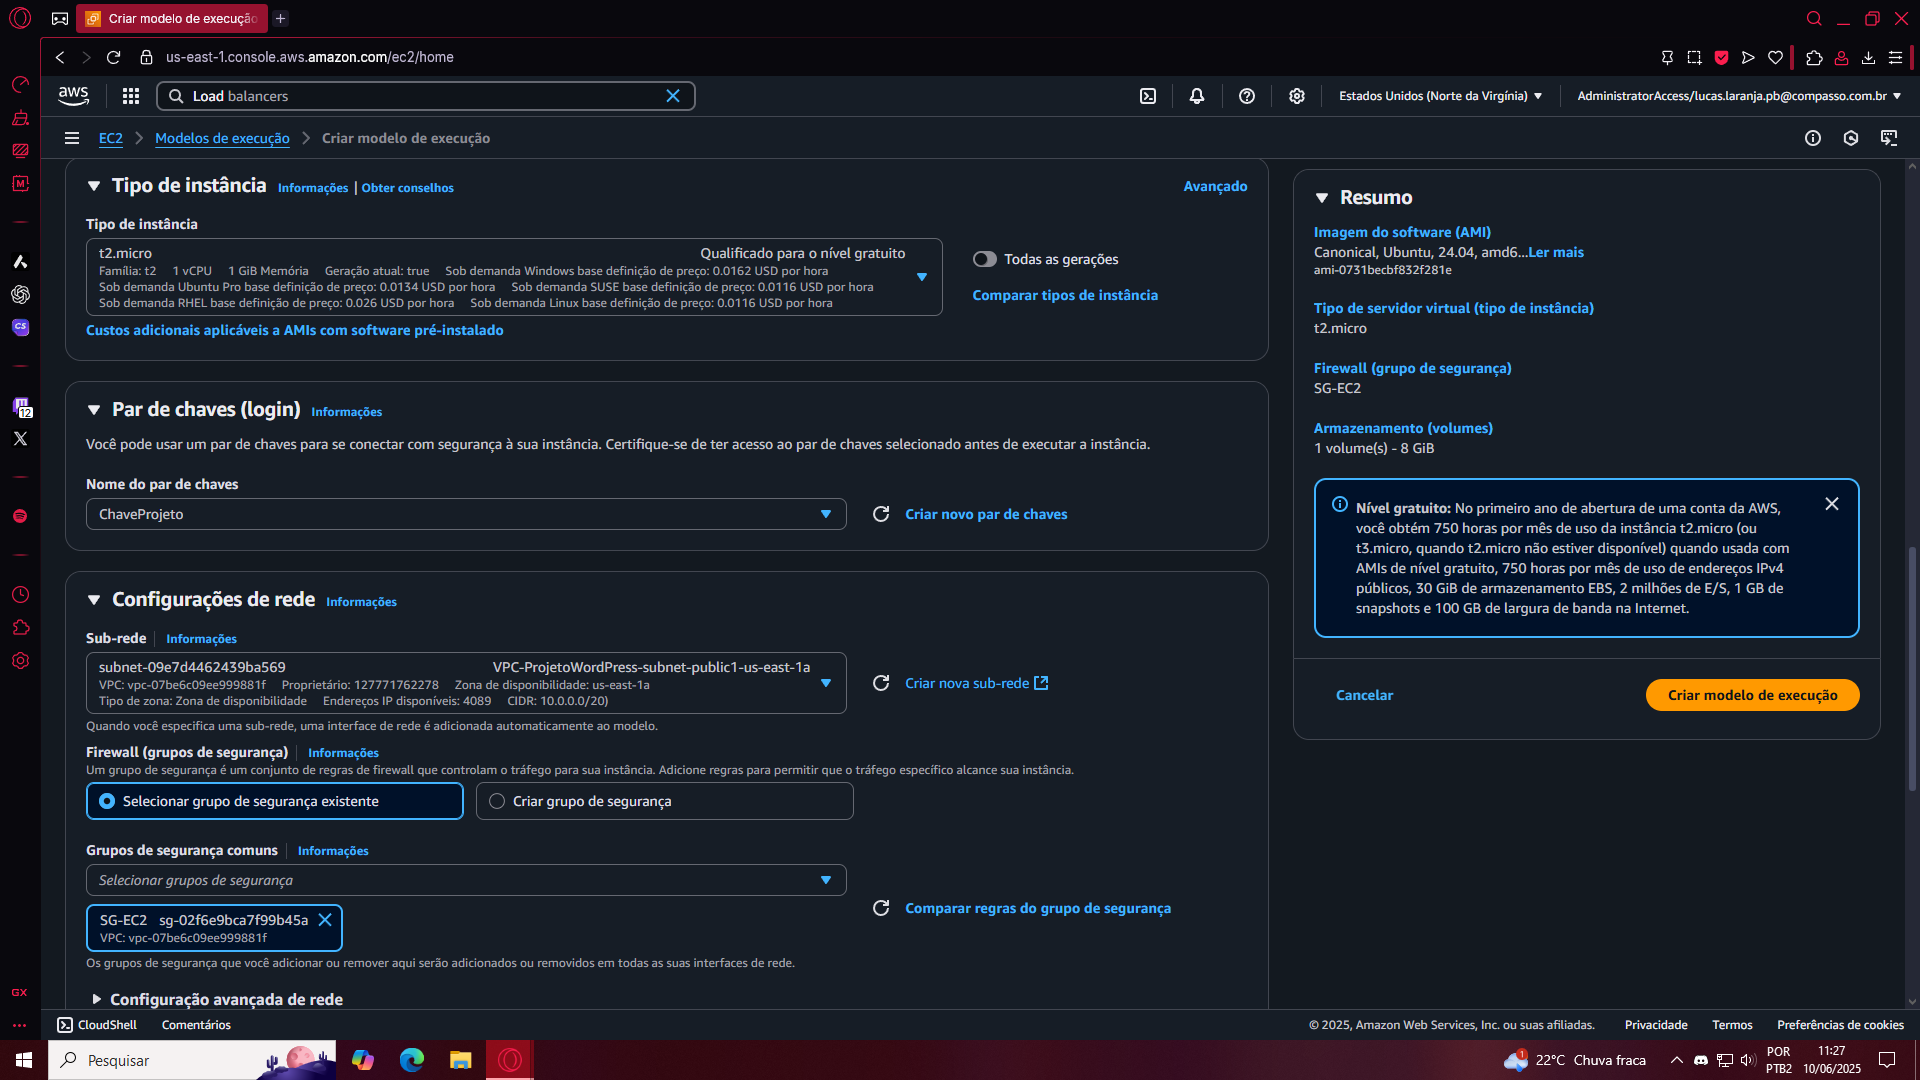 Criar modelo de execução
us-east-1.console.aws.amazon.com/ec2/home
aws
Load balancers
Estados Unidos (Norte da Virgínia)
AdministratorAccess/lucas.laranja.pb@compasso.com.br
EC2
Modelos de execução
Criar modelo de execução
Tipo de instância
Informações | Obter conselhos
Avançado
Tipo de instância
t2.micro
Qualificado para o nível gratuito
Família: t2 1 vCPU 1 GiB Memória Geração atual: true Sob demanda Windows base definição de preço: 0.0162 USD por hora
Sob demanda Ubuntu Pro base definição de preço: 0.0134 USD por hora Sob demanda SUSE base definição de preço: 0.0116 USD por hora
Sob demanda RHEL base definição de preço: 0.026 USD por hora Sob demanda Linux base definição de preço: 0.0116 USD por hora
Todas as gerações
Comparar tipos de instância
Custos adicionais aplicáveis a AMIs com software pré-instalado
Par de chaves (login)
Informações
Você pode usar um par de chaves para se conectar com segurança à sua instância. Certifique-se de ter acesso ao par de chaves selecionado antes de executar a instância.
Nome do par de chaves
ChaveProjeto
Criar novo par de chaves
Configurações de rede
Informações
Sub-rede
Informações
subnet-09e7d4462439ba569
VPC-ProjetoWordPress-subnet-public1-us-east-1a
VPC: vpc-07be6c09ee999881f Proprietário: 127771762278 Zona de disponibilidade: us-east-1a
Tipo de zona: Zona de disponibilidade Endereços IP disponíveis: 4089 CIDR: 10.0.0.0/20)
Criar nova sub-rede
Quando você especifica uma sub-rede, uma interface de rede é adicionada automaticamente ao modelo.
Firewall (grupos de segurança)
Informações
Um grupo de segurança é um conjunto de regras de firewall que controlam o tráfego para sua instância. Adicione regras para permitir que o tráfego específico alcance sua instância.
Selecionar grupo de segurança existente
Criar grupo de segurança
Grupos de segurança comuns
Informações
Selecionar grupos de segurança
SG-EC2 sg-02f6e9bca7f99b45a
VPC: vpc-07be6c09ee999881f
Comparar regras do grupo de segurança
Os grupos de segurança que você adicionar ou remover aqui serão adicionados ou removidos em todas as suas interfaces de rede.
Configuração avançada de rede
Resumo
Imagem do software (AMI)
Canonical, Ubuntu, 24.04, amd6...Ler mais
ami-0731becbf832f281e
Tipo de servidor virtual (tipo de instância)
t2.micro
Firewall (grupo de segurança)
SG-EC2
Armazenamento (volumes)
1 volume(s) - 8 GiB
Nível gratuito: No primeiro ano de abertura de uma conta da AWS,
você obtém 750 horas por mês de uso da instância t2.micro (ou
t3.micro, quando t2.micro não estiver disponível) quando usada com
AMIs de nível gratuito, 750 horas por mês de uso de endereços IPv4
públicos, 30 GiB de armazenamento EBS, 2 milhões de E/S, 1 GB de
snapshots e 100 GB de largura de banda na Internet.
Cancelar
Criar modelo de execução
M
CS
12
GX
CloudShell
Comentários
© 2025, Amazon Web Services, Inc. ou suas afiliadas.
Privacidade
Termos
Preferências de cookies
Pesquisar
1
22°C Chuva fraca
POR
PTB2
11:27
10/06/2025